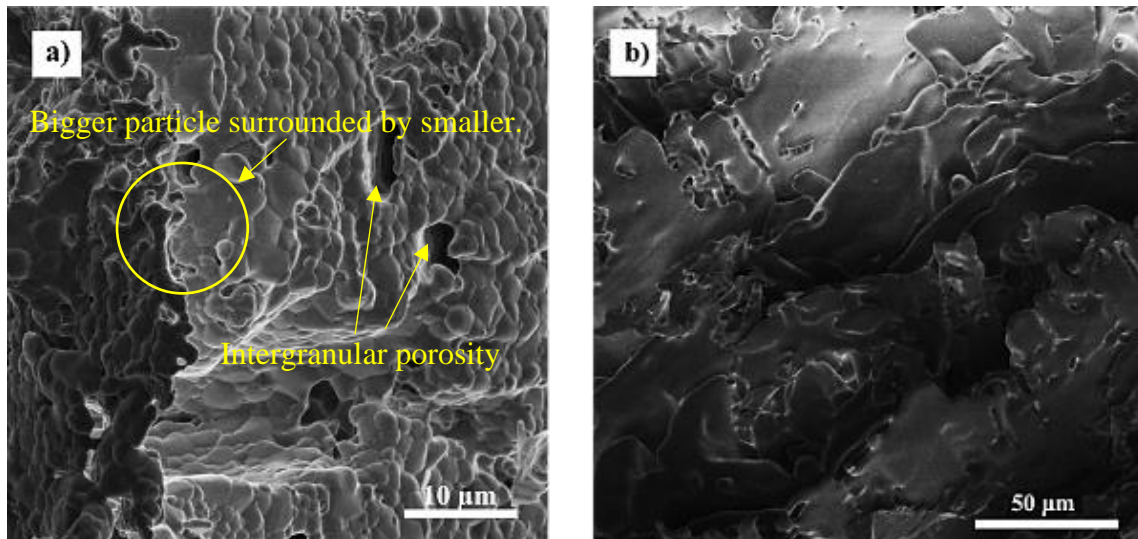 a)
Bigger particle surrounded by smaller.
Intergranular porosity
10 µm
b)
50 µm